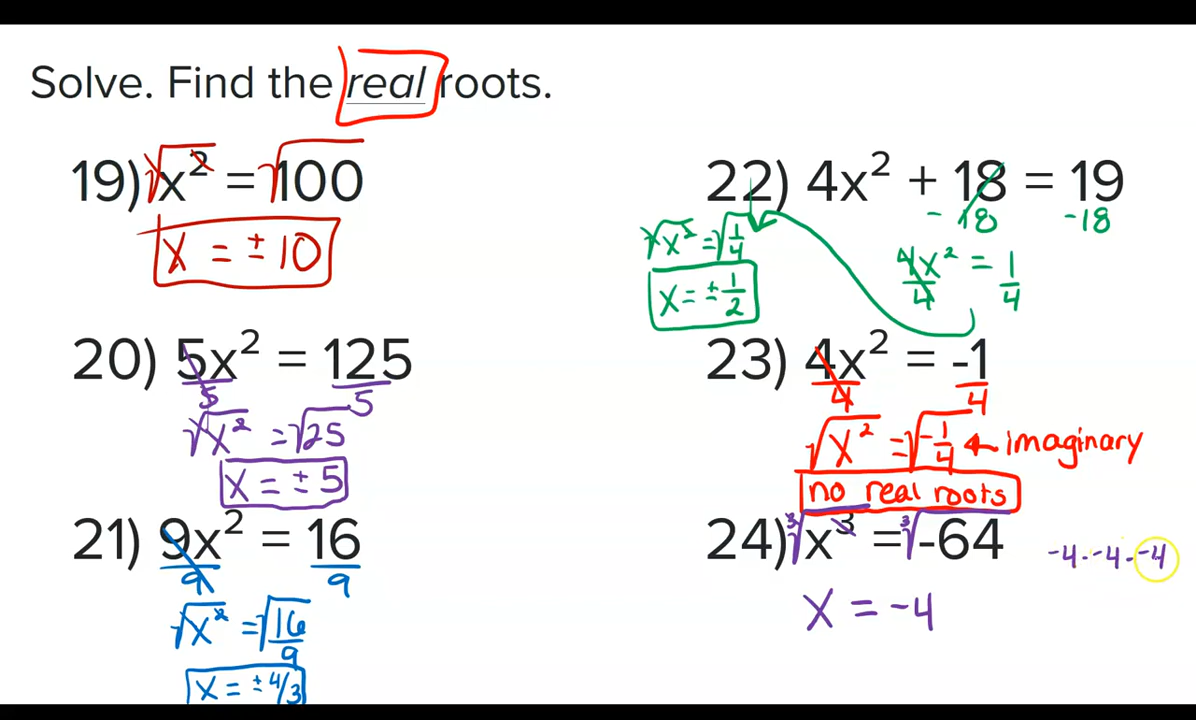 Solve. Find the real roots.
19) √x² = √100
x = ± 10
20) 5x² = 125
5 5
√x² = √25
x = ± 5
21) 9x² = 16
9 9
√x² = √16/9
x = ± 4/3
22) 4x² + 18 = 19
- 18 -18
4x² = 1
4 4
√x² = √1/4
x = ± 1/2
23) 4x² = -1
4 4
√x² = √-1/4 ← imaginary
no real roots
24) ³√x³ = ³√-64
-4 · -4 · -4
x = -4